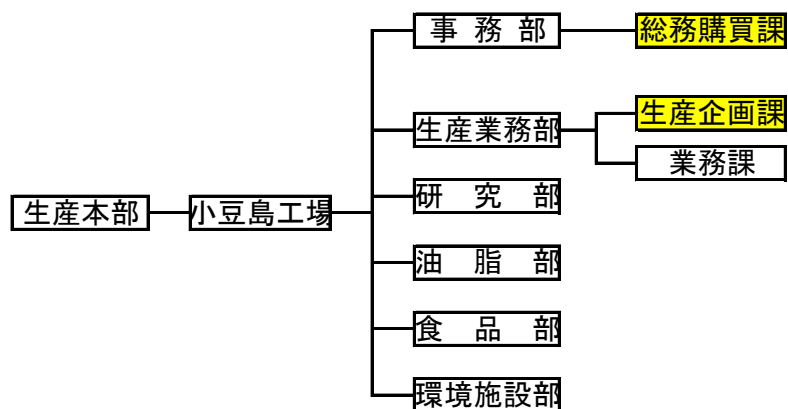 事務部
総務購買課
生産業務部
生産企画課
業務課
生産本部
小豆島工場
研究部
油脂部
食品部
環境施設部